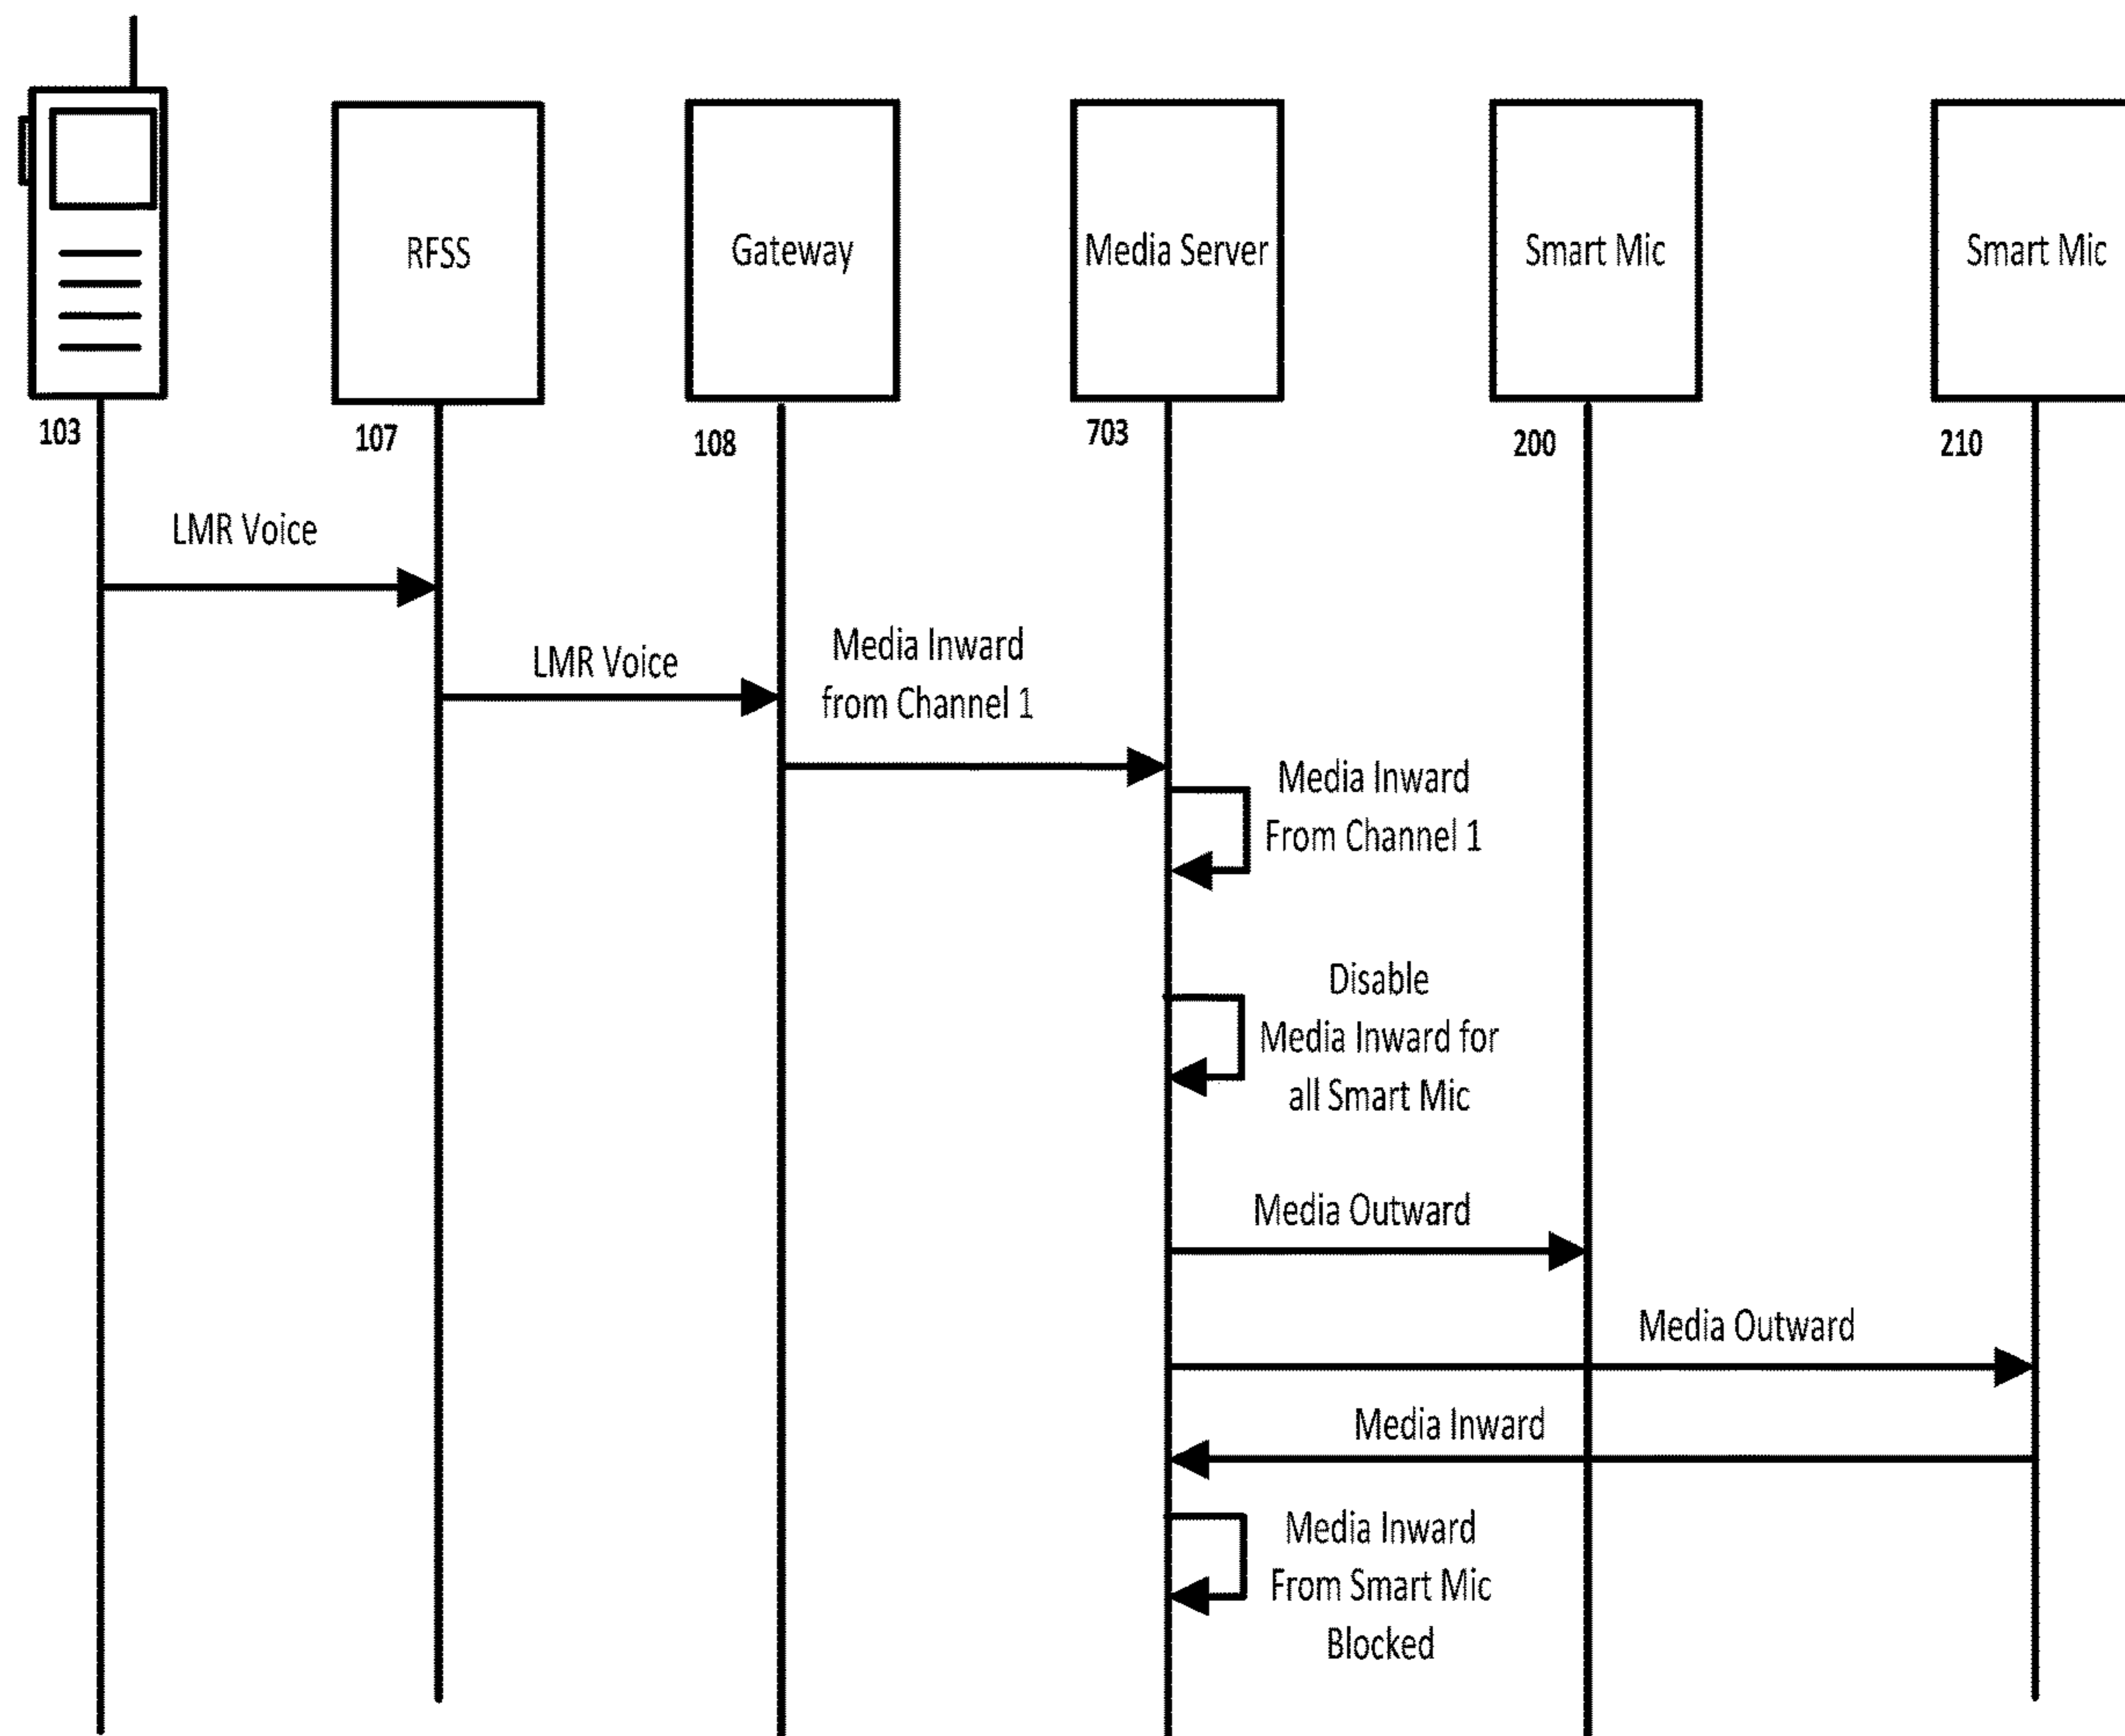 RFSS
Gateway
Media Server
Smart Mic
Smart Mic
103
107
108
703
200
210
LMR Voice
LMR Voice
Media Inward
from Channel 1
Media Inward
From Channel 1
Disable
Media Inward for
all Smart Mic
Media Outward
Media Outward
Media Inward
Media Inward
From Smart Mic
Blocked